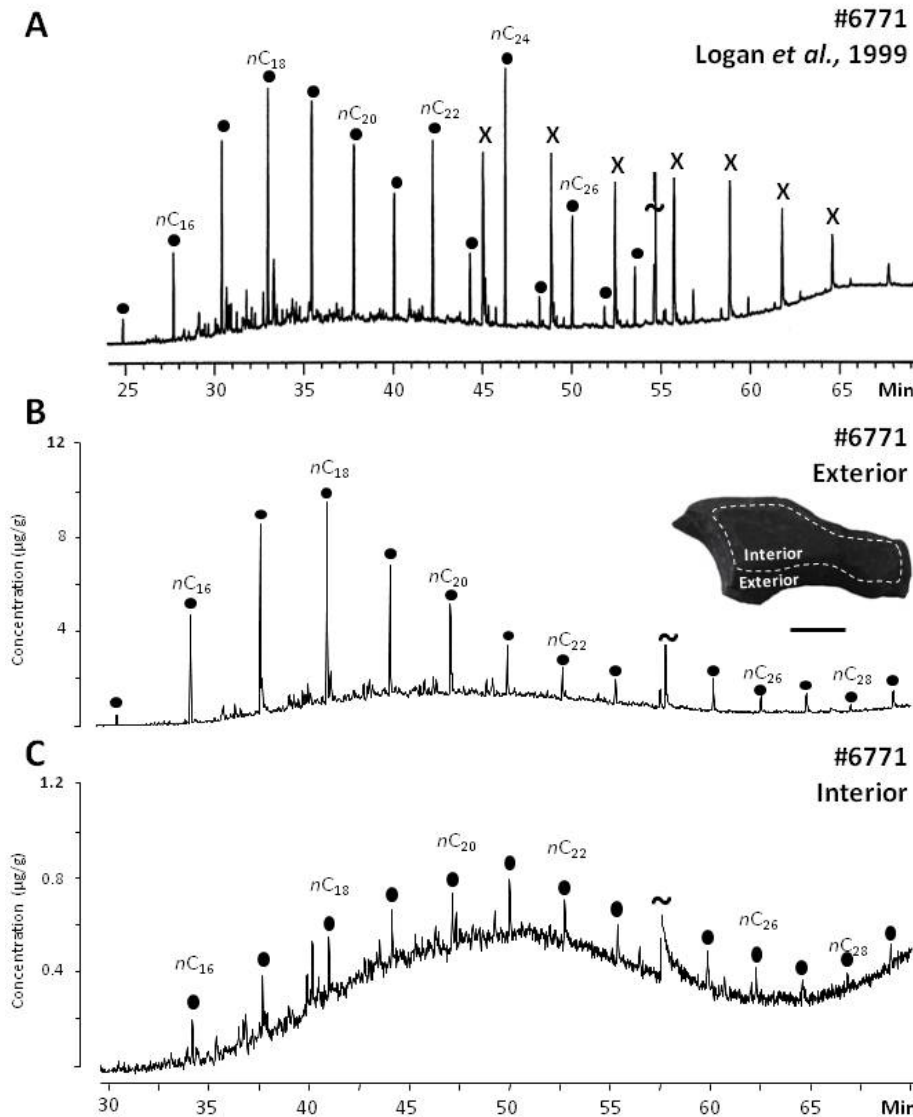 A
#6771
Logan et al., 1999
nC24
nC18
nC20
nC22
X X X X X X X
nC26
~
nC16
25 30 35 40 45 50 55 60 65 Min
B
#6771
Exterior
12
8
4
Concentration (µg/g)
nC18
nC16
nC20
nC22
~
nC26
nC28
Interior
Exterior
C
#6771
Interior
1.2
0.8
0.4
Concentration (µg/g)
nC20
nC22
nC18
~
nC26
nC28
nC16
30 35 40 45 50 55 60 65 70
Min